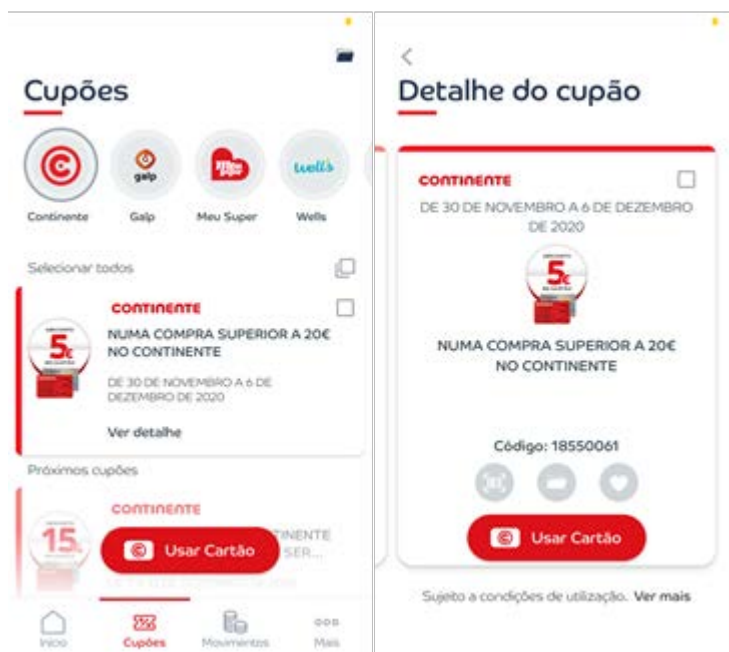 Cupões
galp
wells
Continente
Galp
Meu Super
Wells
Selecionar todos
CONTINENTE
5€
NUMA COMPRA SUPERIOR A 20€
NO CONTINENTE
DE 30 DE NOVEMBRO A 6 DE
DEZEMBRO DE 2020
Ver detalhe
Próximos cupões
CONTINENTE
15
Usar Cartão
SER...
Início
Cupões
Movimentos
Mais
Detalhe do cupão
CONTINENTE
DE 30 DE NOVEMBRO A 6 DE DEZEMBRO
DE 2020
5€
NUMA COMPRA SUPERIOR A 20€
NO CONTINENTE
Código: 18550061
Usar Cartão
Sujeito a condições de utilização. Ver mais